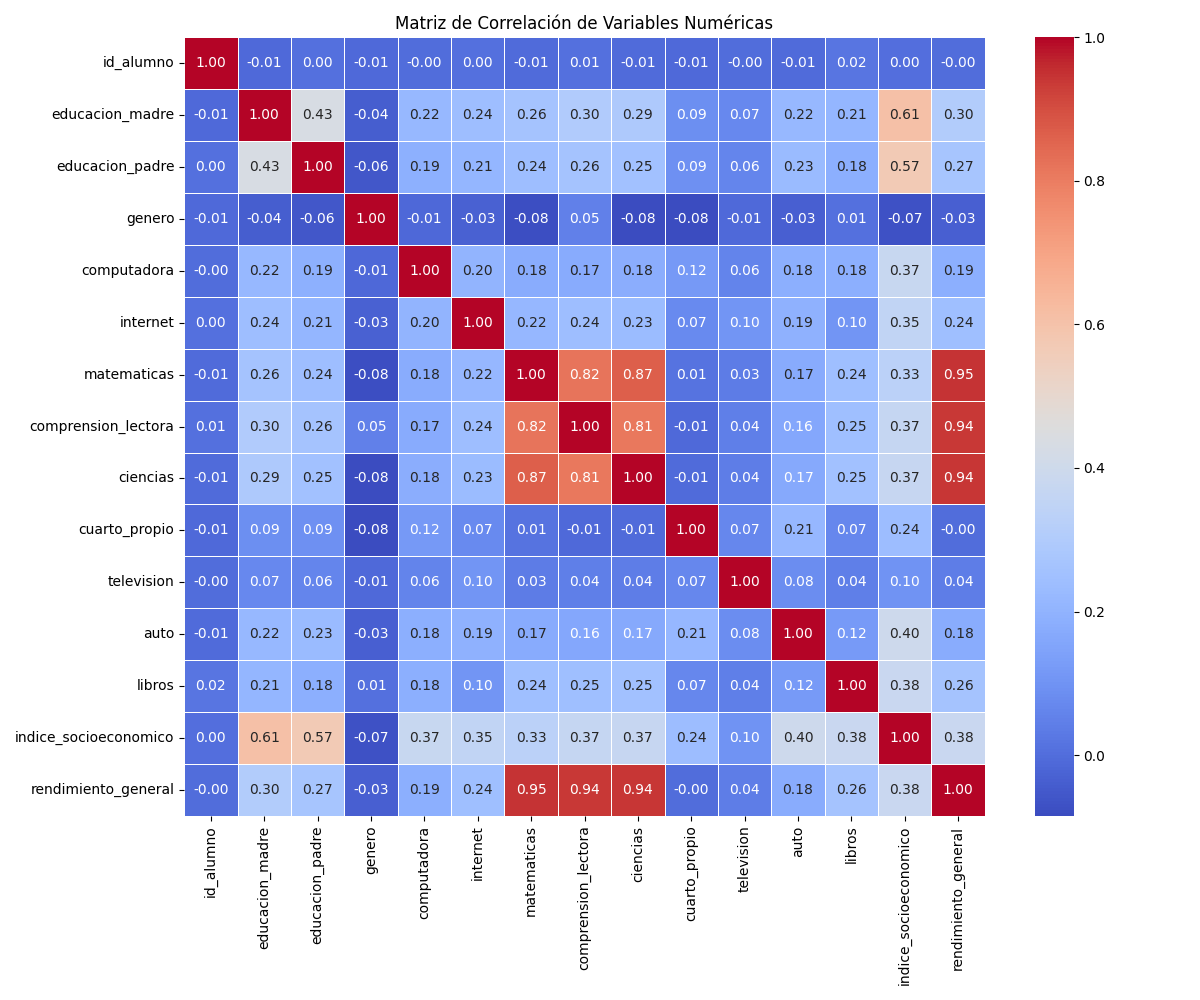 Matriz de Correlación de Variables Numéricas
id_alumno 1.00 -0.01 0.00 -0.01 -0.00 0.00 -0.01 0.01 -0.01 -0.01 -0.00 -0.01 0.02 0.00 -0.00
educacion_madre -0.01 1.00 0.43 -0.04 0.22 0.24 0.26 0.30 0.29 0.09 0.07 0.22 0.21 0.61 0.30
educacion_padre 0.00 0.43 1.00 -0.06 0.19 0.21 0.24 0.26 0.25 0.09 0.06 0.23 0.18 0.57 0.27
genero -0.01 -0.04 -0.06 1.00 -0.01 -0.03 -0.08 0.05 -0.08 -0.08 -0.01 -0.03 0.01 -0.07 -0.03
computadora -0.00 0.22 0.19 -0.01 1.00 0.20 0.18 0.17 0.18 0.12 0.06 0.18 0.18 0.37 0.19
internet 0.00 0.24 0.21 -0.03 0.20 1.00 0.22 0.24 0.23 0.07 0.10 0.19 0.10 0.35 0.24
matematicas -0.01 0.26 0.24 -0.08 0.18 0.22 1.00 0.82 0.87 0.01 0.03 0.17 0.24 0.33 0.95
comprension_lectora 0.01 0.30 0.26 0.05 0.17 0.24 0.82 1.00 0.81 -0.01 0.04 0.16 0.25 0.37 0.94
ciencias -0.01 0.29 0.25 -0.08 0.18 0.23 0.87 0.81 1.00 -0.01 0.04 0.17 0.25 0.37 0.94
cuarto_propio -0.01 0.09 0.09 -0.08 0.12 0.07 0.01 -0.01 -0.01 1.00 0.07 0.21 0.07 0.24 -0.00
television -0.00 0.07 0.06 -0.01 0.06 0.10 0.03 0.04 0.04 0.07 1.00 0.08 0.04 0.10 0.04
auto -0.01 0.22 0.23 -0.03 0.18 0.19 0.17 0.16 0.17 0.21 0.08 1.00 0.12 0.40 0.18
libros 0.02 0.21 0.18 0.01 0.18 0.10 0.24 0.25 0.25 0.07 0.04 0.12 1.00 0.38 0.26
indice_socioeconomico 0.00 0.61 0.57 -0.07 0.37 0.35 0.33 0.37 0.37 0.24 0.10 0.40 0.38 1.00 0.38
rendimiento_general -0.00 0.30 0.27 -0.03 0.19 0.24 0.95 0.94 0.94 -0.00 0.04 0.18 0.26 0.38 1.00
id_alumno
educacion_madre
educacion_padre
genero
computadora
internet
matematicas
comprension_lectora
ciencias
cuarto_propio
television
auto
libros
indice_socioeconomico
rendimiento_general
1.0
0.8
0.6
0.4
0.2
0.0